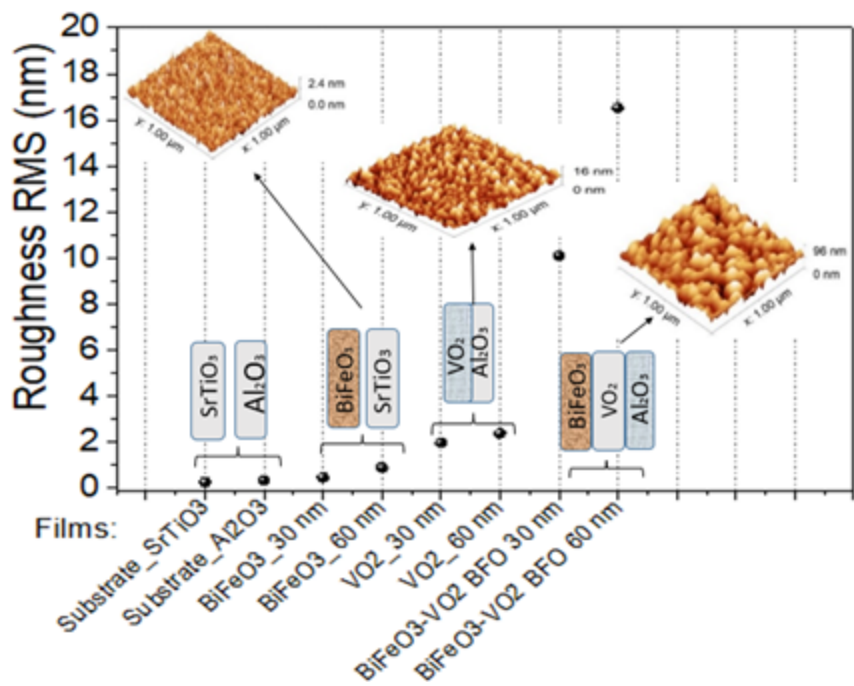 Roughness RMS (nm)
20
18
16
14
12
10
8
6
4
2
0
2.4 nm
0.0 nm
y: 1.00 µm
x: 1.00 µm
16 nm
0 nm
y: 1.00 µm
x: 1.00 µm
96 nm
0 nm
y: 1.00 µm
x: 1.00 µm
SrTiO₃
Al₂O₃
BiFeO₃
SrTiO₃
VO₂
Al₂O₃
BiFeO₃
VO₂
Al₂O₃
Films:
Substrate_SrTiO3
Substrate_Al2O3
BiFeO3_30 nm
BiFeO3_60 nm
VO2_30 nm
VO2_60 nm
BiFeO3-VO2 BFO 30 nm
BiFeO3-VO2 BFO 60 nm